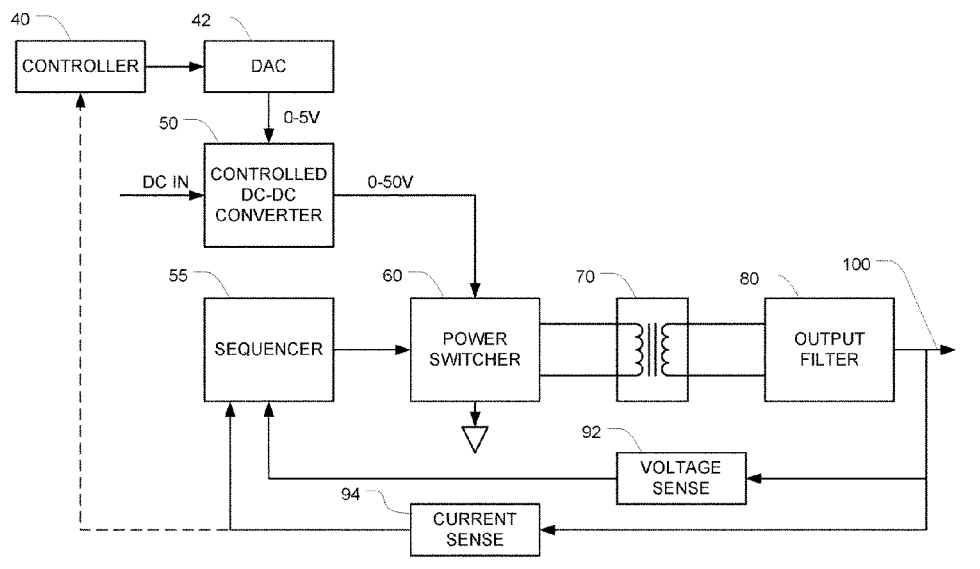 40
CONTROLLER
42
DAC
0-5V
50
CONTROLLED
DC-DC
CONVERTER
DC IN
0-50V
55
SEQUENCER
60
POWER
SWITCHER
70
80
OUTPUT
FILTER
100
92
VOLTAGE
SENSE
94
CURRENT
SENSE